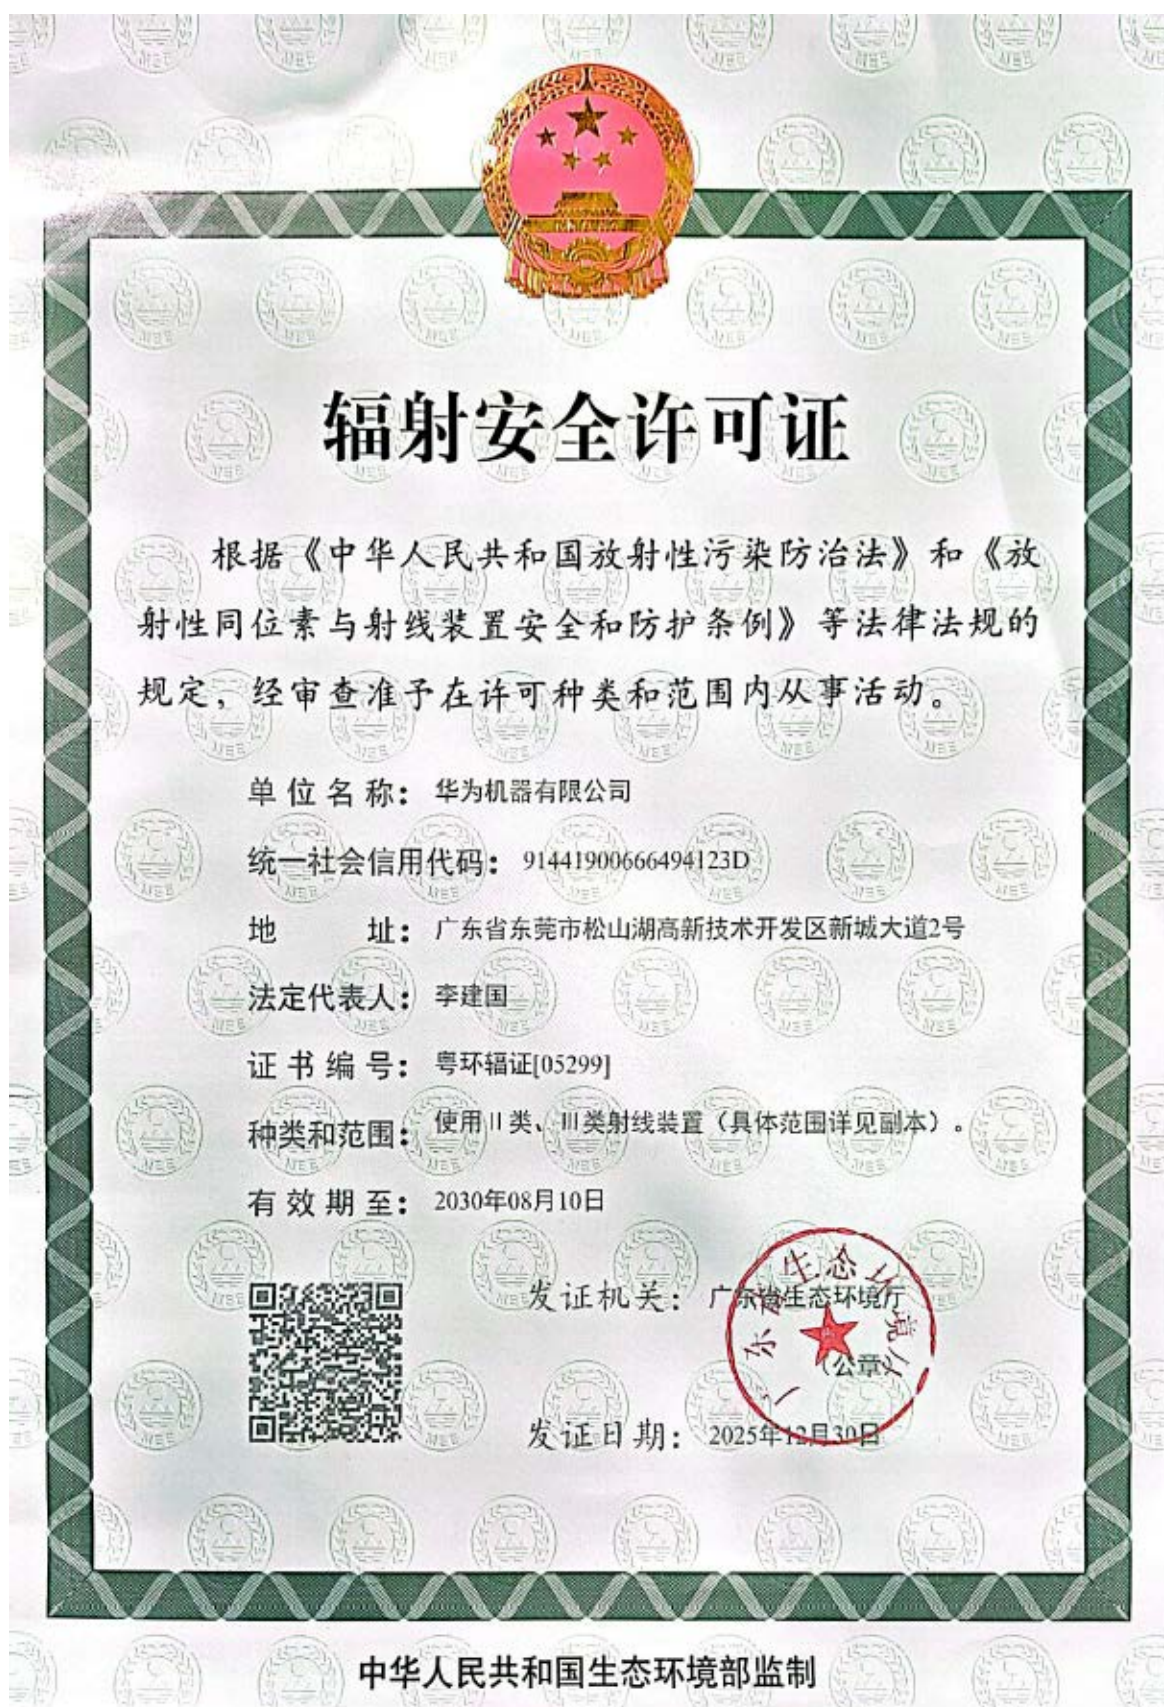 辐射安全许可证
根据《中华人民共和国放射性污染防治法》和《放
射性同位素与射线装置安全和防护条例》等法律法规的
规定，经审查准予在许可种类和范围内从事活动。
单位名称：华为机器有限公司
统一社会信用代码：91441900666494123D
地址：广东省东莞市松山湖高新技术开发区新城大道2号
法定代表人：李建国
证书编号：粤环辐证[05299]
种类和范围：使用Ⅱ类、Ⅲ类射线装置（具体范围详见副本）。
有效期至：2030年08月10日
发证机关：广东省生态环境厅
（公章）
广东省生态环境厅
发证日期：2025年12月30日
中华人民共和国生态环境部监制
MEE